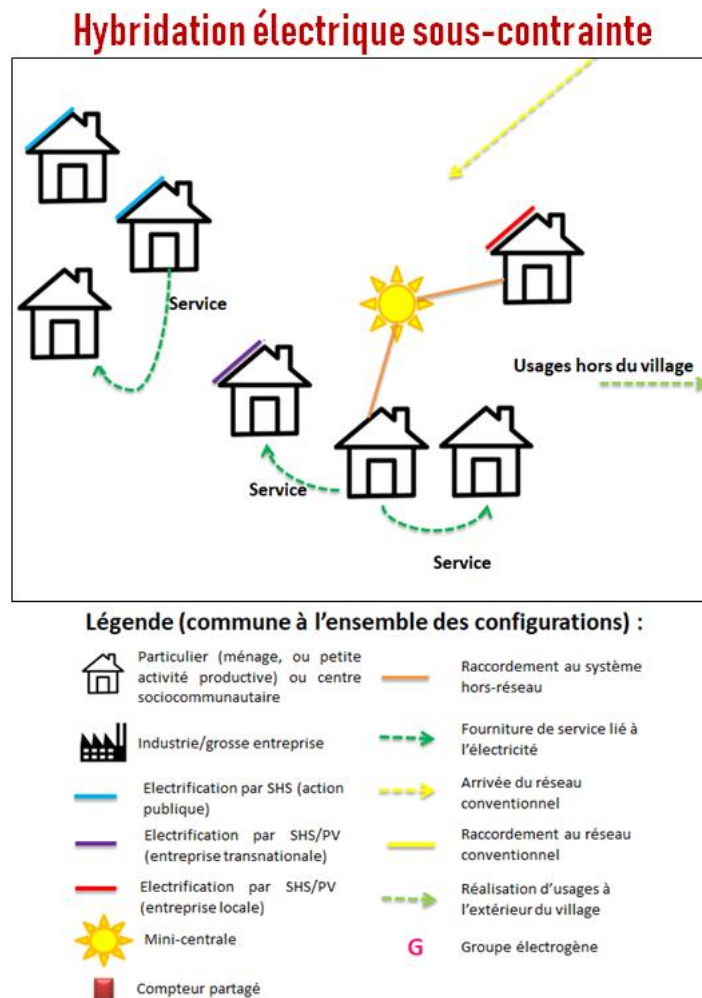 Hybridation électrique sous-contrainte
Service
Usages hors du village
Service
Service
Légende (commune à l'ensemble des configurations) :
Particulier (ménage, ou petite
activité productive) ou centre
sociocommunautaire
Industrie/grosse entreprise
Electrification par SHS (action
publique)
Electrification par SHS/PV
(entreprise transnationale)
Electrification par SHS/PV
(entreprise locale)
Mini-centrale
Compteur partagé
Raccordement au système
hors-réseau
Fourniture de service lié à
l'électricité
Arrivée du réseau
conventionnel
Raccordement au réseau
conventionnel
Réalisation d'usages à
l'extérieur du village
G Groupe électrogène